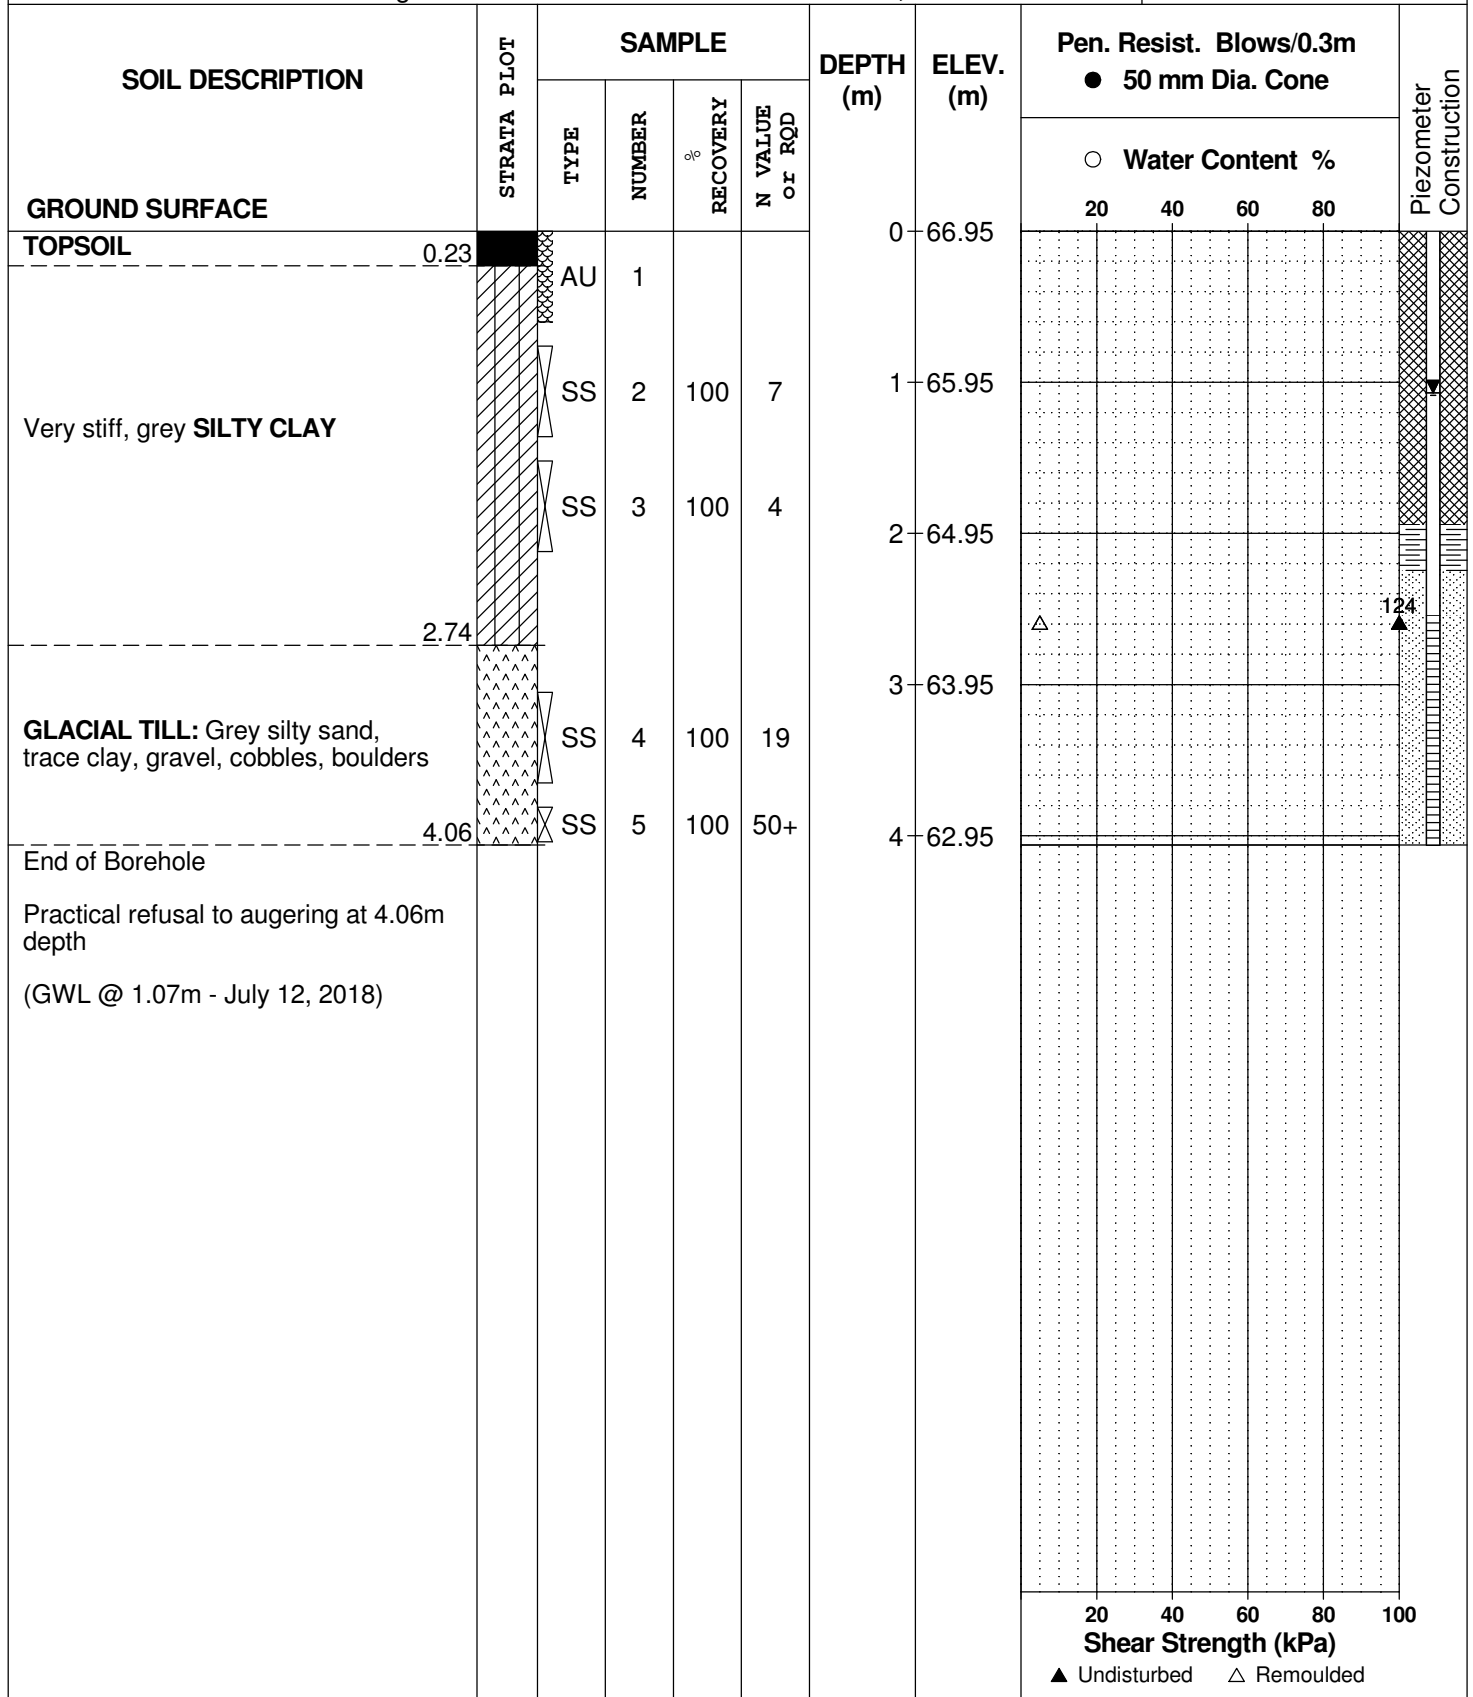 SOIL DESCRIPTION
GROUND SURFACE
STRATA PLOT
SAMPLE
TYPE
NUMBER
% RECOVERY
N VALUE or RQD
DEPTH (m)
ELEV. (m)
Pen. Resist. Blows/0.3m
● 50 mm Dia. Cone
○ Water Content %
20 40 60 80
Piezometer Construction
TOPSOIL
0.23
0 66.95
AU 1
SS 2 100 7
1 65.95
Very stiff, grey SILTY CLAY
SS 3 100 4
2 64.95
124
2.74
3 63.95
GLACIAL TILL: Grey silty sand,
trace clay, gravel, cobbles, boulders
SS 4 100 19
SS 5 100 50+
4.06
4 62.95
End of Borehole
Practical refusal to augering at 4.06m
depth
(GWL @ 1.07m - July 12, 2018)
20 40 60 80 100
Shear Strength (kPa)
▲ Undisturbed △ Remoulded